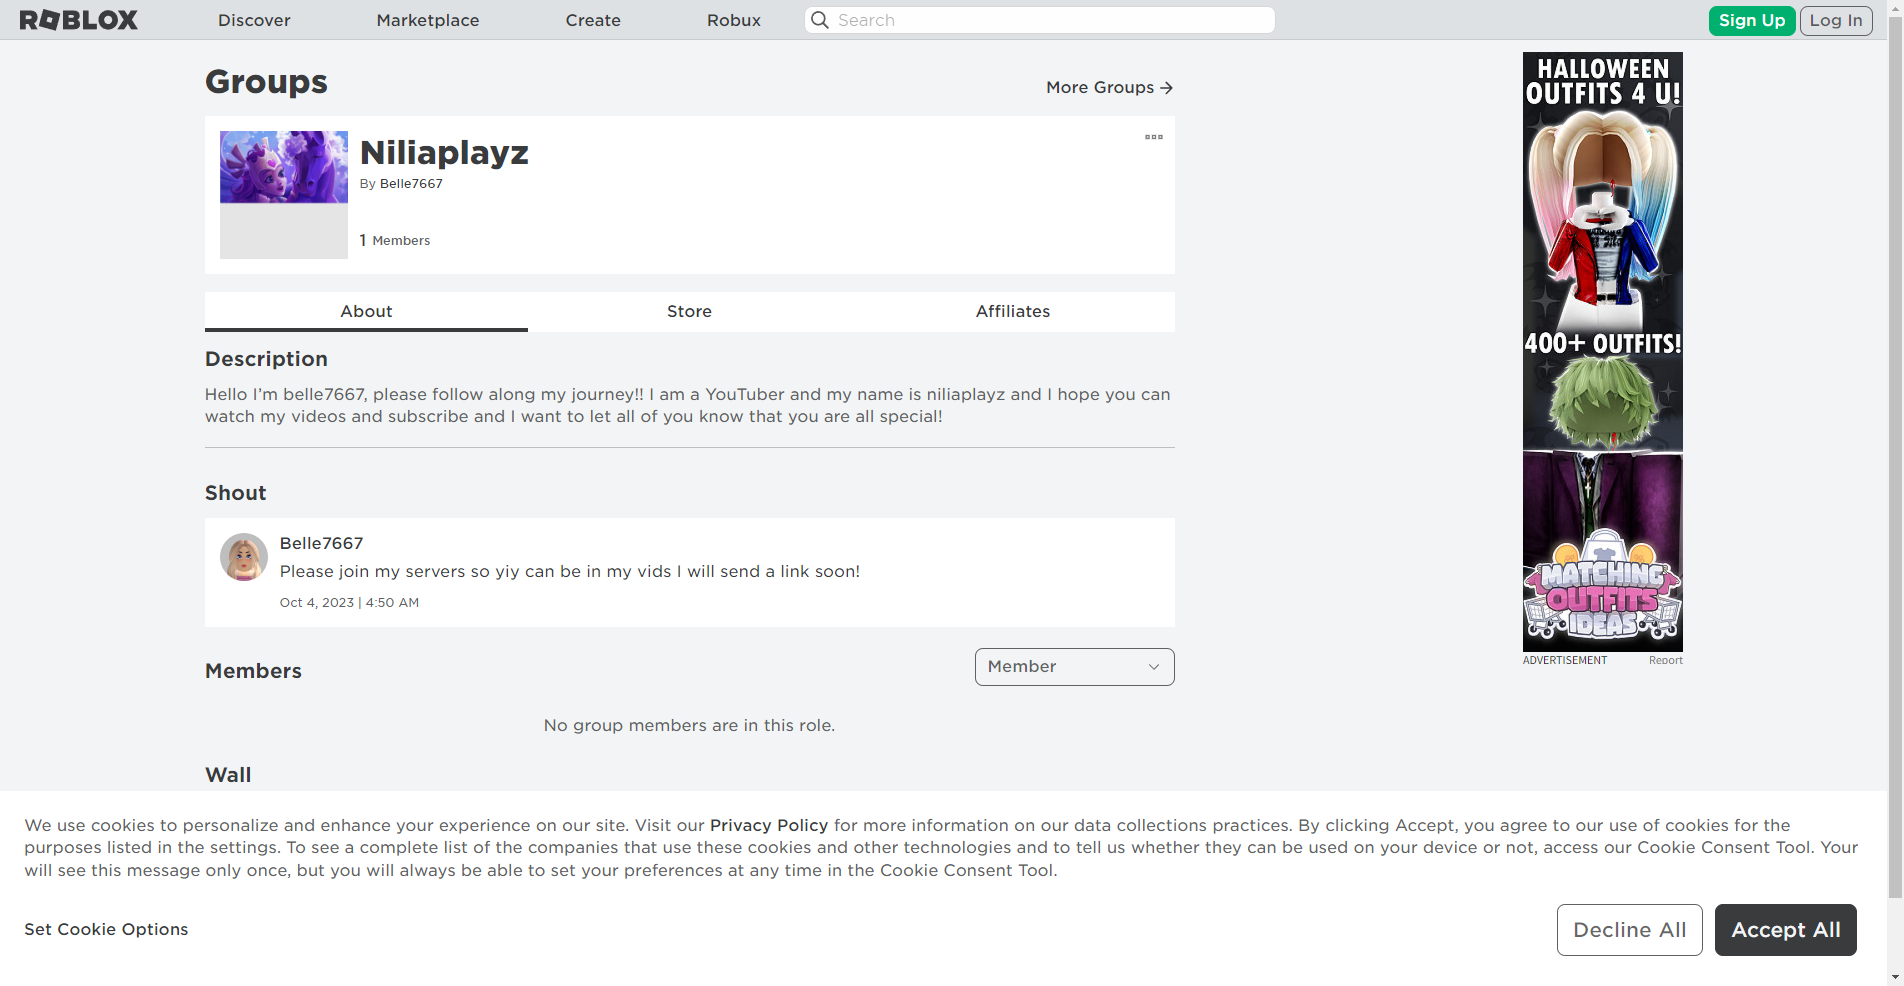 ROBLOX
Discover
Marketplace
Create
Robux
Search
Sign Up
Log In
Groups
More Groups
Niliaplayz
By Belle7667
1 Members
About
Store
Affiliates
Description
Hello I’m belle7667, please follow along my journey!! I am a YouTuber and my name is niliaplayz and I hope you can
watch my videos and subscribe and I want to let all of you know that you are all special!
Shout
Belle7667
Please join my servers so yiy can be in my vids I will send a link soon!
Oct 4, 2023 | 4:50 AM
Members
Member
No group members are in this role.
Wall
HALLOWEEN
OUTFITS 4 U!
400+ OUTFITS!
MATCHING
OUTFITS
IDEAS
ADVERTISEMENT
Report
We use cookies to personalize and enhance your experience on our site. Visit our Privacy Policy for more information on our data collections practices. By clicking Accept, you agree to our use of cookies for the
purposes listed in the settings. To see a complete list of the companies that use these cookies and other technologies and to tell us whether they can be used on your device or not, access our Cookie Consent Tool. Your
will see this message only once, but you will always be able to set your preferences at any time in the Cookie Consent Tool.
Set Cookie Options
Decline All
Accept All